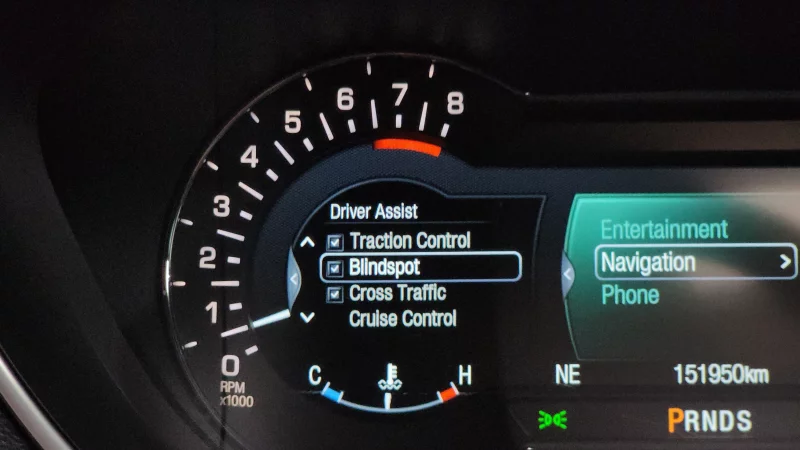 8
7
6
5
4
3
2
1
0
RPM
x1000
Driver Assist
Traction Control
Blindspot
Cross Traffic
Cruise Control
C H
Entertainment
Navigation
Phone
NE 151950km
PRNDS